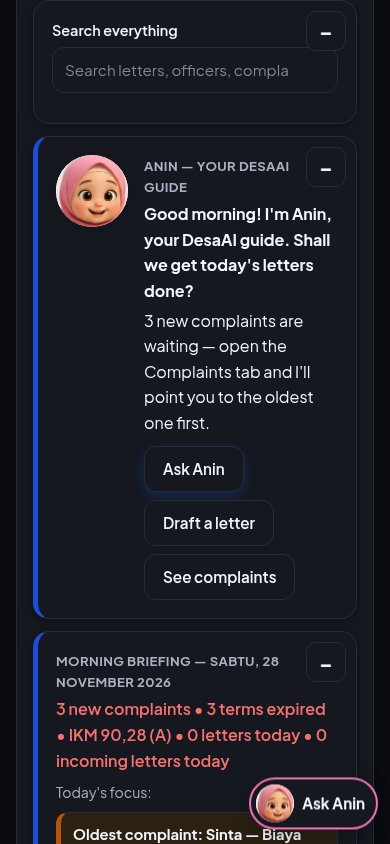 Search everything
–
Search letters, officers, compla
ANIN — YOUR DESAAI
GUIDE
–
Good morning! I'm Anin,
your DesaAI guide. Shall
we get today's letters
done?
3 new complaints are
waiting — open the
Complaints tab and I'll
point you to the oldest
one first.
Ask Anin
Draft a letter
See complaints
MORNING BRIEFING — SABTU, 28
NOVEMBER 2026
–
3 new complaints • 3 terms expired
• IKM 90,28 (A) • 0 letters today • 0
incoming letters today
Today's focus:
Ask Anin
Oldest complaint: Sinta — Biaya